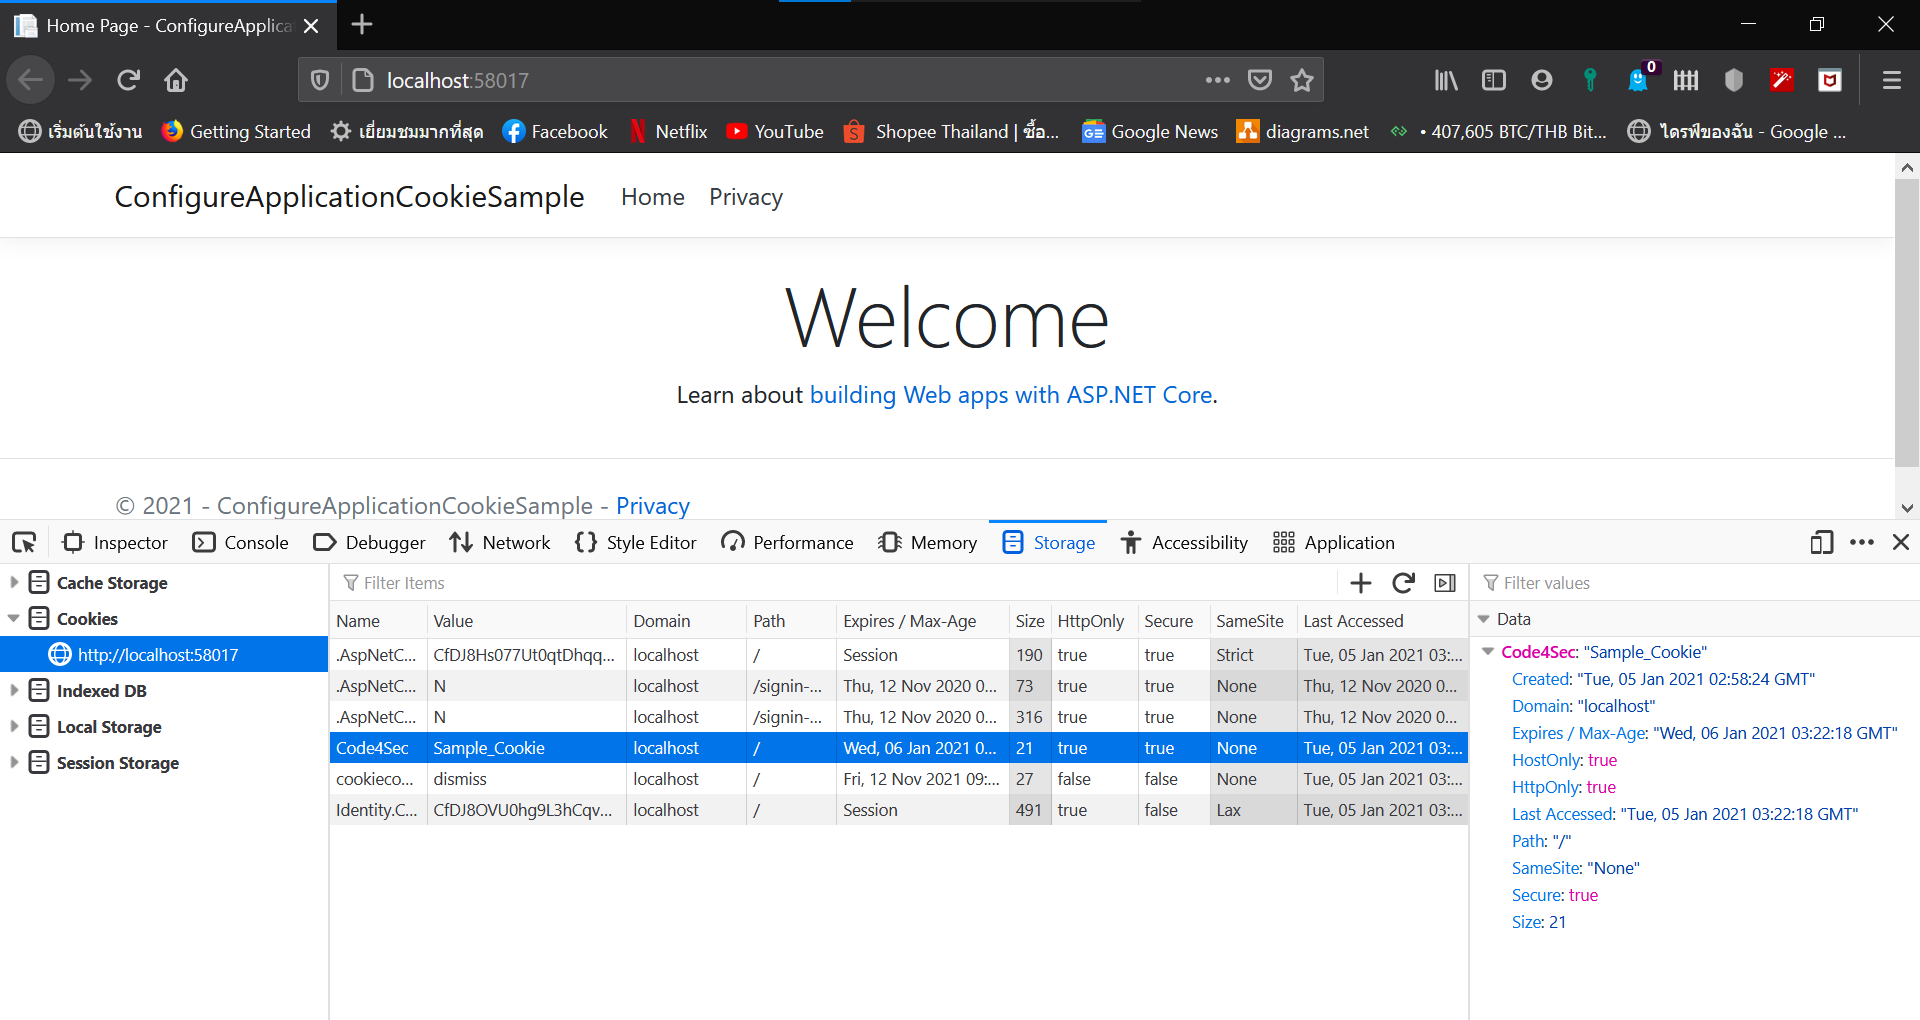 Home Page - ConfigureApplica
localhost:58017
0
เริ่มต้นใช้งาน Getting Started เยี่ยมชมมากที่สุด Facebook Netflix YouTube Shopee Thailand | ซื้อ... Google News diagrams.net • 407,605 BTC/THB Bit... ไดรฟ์ของฉัน - Google ...
ConfigureApplicationCookieSample Home Privacy
Welcome
Learn about building Web apps with ASP.NET Core.
© 2021 - ConfigureApplicationCookieSample - Privacy
Inspector Console Debugger Network Style Editor Performance Memory Storage Accessibility Application
Cache Storage
Cookies
http://localhost:58017
Indexed DB
Local Storage
Session Storage
Filter Items
Name Value Domain Path Expires / Max-Age Size HttpOnly Secure SameSite Last Accessed
.AspNetC... CfDJ8Hs077Ut0qtDhqq... localhost / Session 190 true true Strict Tue, 05 Jan 2021 03:...
.AspNetC... N localhost /signin-... Thu, 12 Nov 2020 0... 73 true true None Thu, 12 Nov 2020 0...
.AspNetC... N localhost /signin-... Thu, 12 Nov 2020 0... 316 true true None Thu, 12 Nov 2020 0...
Code4Sec Sample_Cookie localhost / Wed, 06 Jan 2021 0... 21 true true None Tue, 05 Jan 2021 03:...
cookieco... dismiss localhost / Fri, 12 Nov 2021 09:... 27 false false None Tue, 05 Jan 2021 03:...
Identity.C... CfDJ8OVU0hg9L3hCqv... localhost / Session 491 true false Lax Tue, 05 Jan 2021 03:...
Filter values
Data
Code4Sec: "Sample_Cookie"
Created: "Tue, 05 Jan 2021 02:58:24 GMT"
Domain: "localhost"
Expires / Max-Age: "Wed, 06 Jan 2021 03:22:18 GMT"
HostOnly: true
HttpOnly: true
Last Accessed: "Tue, 05 Jan 2021 03:22:18 GMT"
Path: "/"
SameSite: "None"
Secure: true
Size: 21